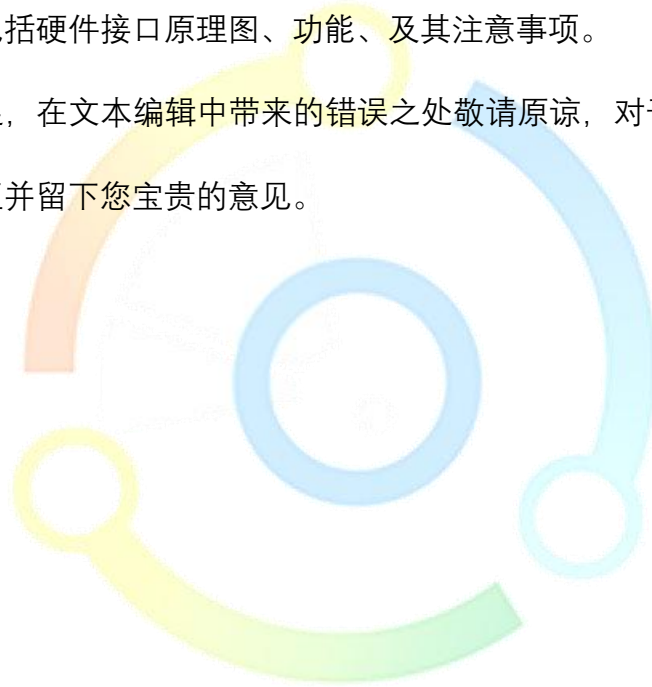 括硬件接口原理图、功能、及其注意事项。
，在文本编辑中带来的错误之处敬请原谅，对
并留下您宝贵的意见。